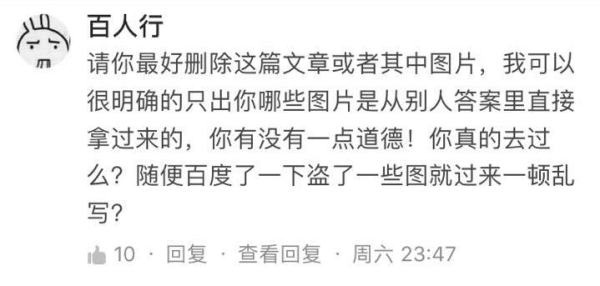 百人行
请你最好删除这篇文章或者其中图片，我可以
很明确的只出你哪些图片是从别人答案里直接
拿过来的，你有没有一点道德！你真的去过
么？随便百度了一下盗了一些图就过来一顿乱
写？
10 · 回复 · 查看回复 · 周六 23:47